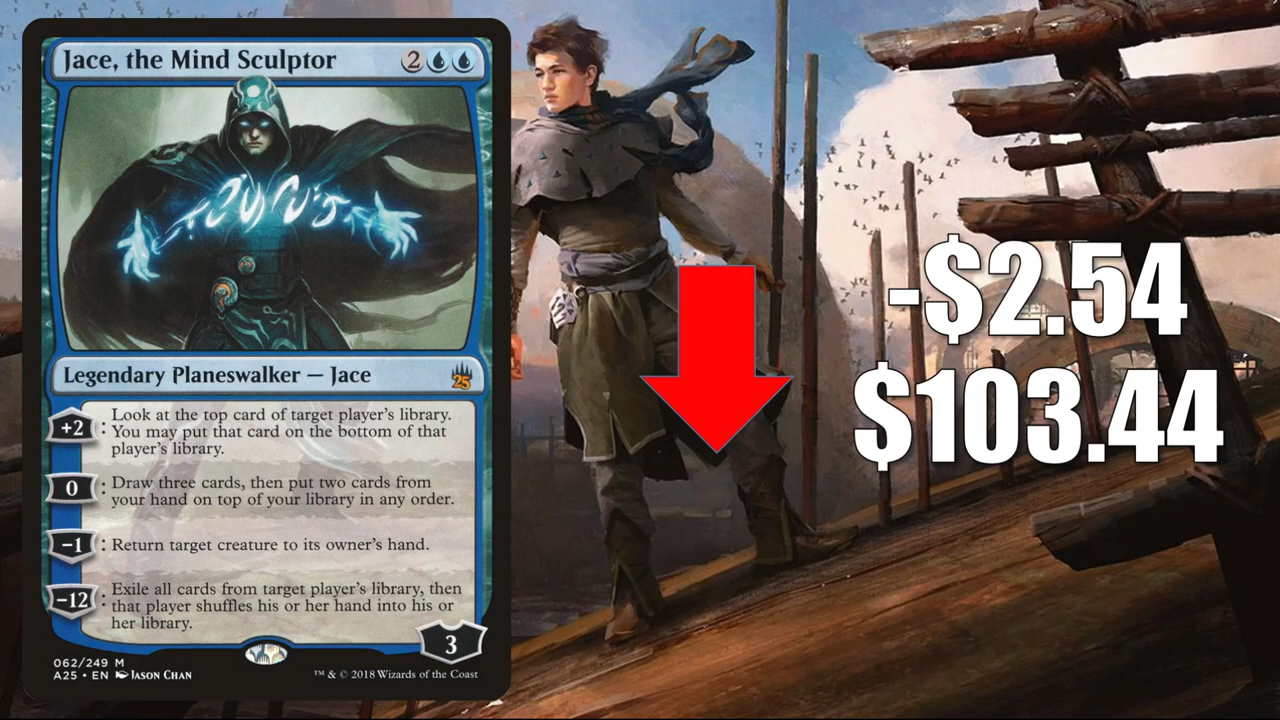 Jace, the Mind Sculptor
2
Legendary Planeswalker — Jace
25
+2 : Look at the top card of target player's library.
You may put that card on the bottom of that
player's library.
0 : Draw three cards, then put two cards from
your hand on top of your library in any order.
−1 : Return target creature to its owner's hand.
−12 : Exile all cards from target player's library, then
that player shuffles his or her hand into his or
her library.
3
062/249 M
A25 • EN JASON CHAN
™ & © 2018 Wizards of the Coast
-$2.54
$103.44